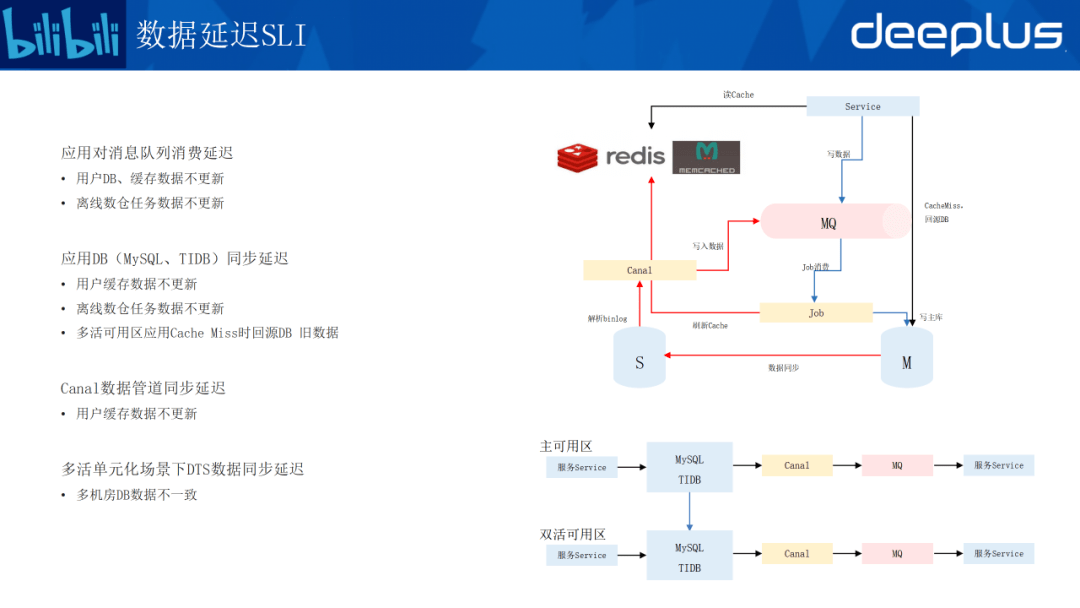 bilibili
数据延迟SLI
deeplus
应用对消息队列消费延迟
• 用户DB、缓存数据不更新
• 离线数仓任务数据不更新
应用DB（MySQL、TIDB）同步延迟
• 用户缓存数据不更新
• 离线数仓任务数据不更新
• 多活可用区应用Cache Miss时回源DB 旧数据
Canal数据管道同步延迟
• 用户缓存数据不更新
多活单元化场景下DTS数据同步延迟
• 多机房DB数据不一致
读Cache
Service
redis
MEMCACHED
写数据
CacheMiss，
回源DB
MQ
写入数据
Canal
Job消费
Job
解析binlog
刷新Cache
写主库
S
数据同步
M
主可用区
服务Service
MySQL
TIDB
Canal
MQ
服务Service
双活可用区
服务Service
MySQL
TIDB
Canal
MQ
服务Service